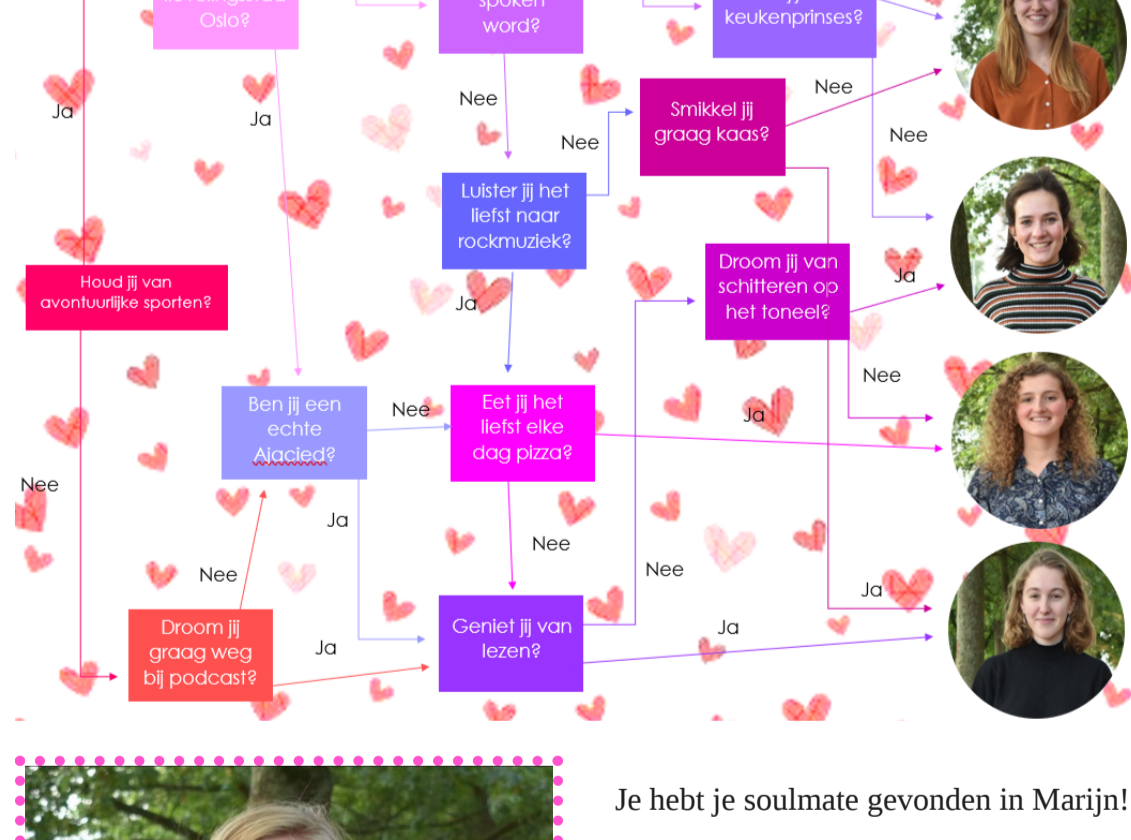 Oslo?
spoken
word?
keukenprinses?
Ja
Ja
Nee
Nee
Smikkel jij
graag kaas?
Nee
Nee
Luister jij het
liefst naar
rockmuziek?
Houd jij van
avontuurlijke sporten?
Ja
Droom jij van
schitteren op
het toneel?
Ja
Nee
Ben jij een
echte
Ajacied?
Nee
Eet jij het
liefst elke
dag pizza?
Ja
Nee
Ja
Nee
Nee
Nee
Ja
Droom jij
graag weg
bij podcast?
Ja
Geniet jij van
lezen?
Ja
Je hebt je soulmate gevonden in Marijn!